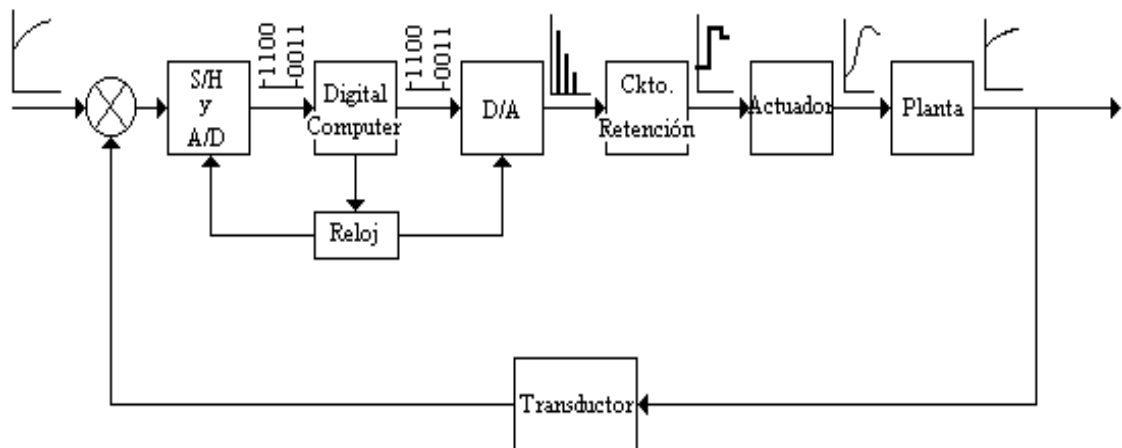 1100
0011
1100
0011
S/H
y
A/D
Digital
Computer
D/A
Ckto.
Retención
Actuador
Planta
Reloj
Transductor